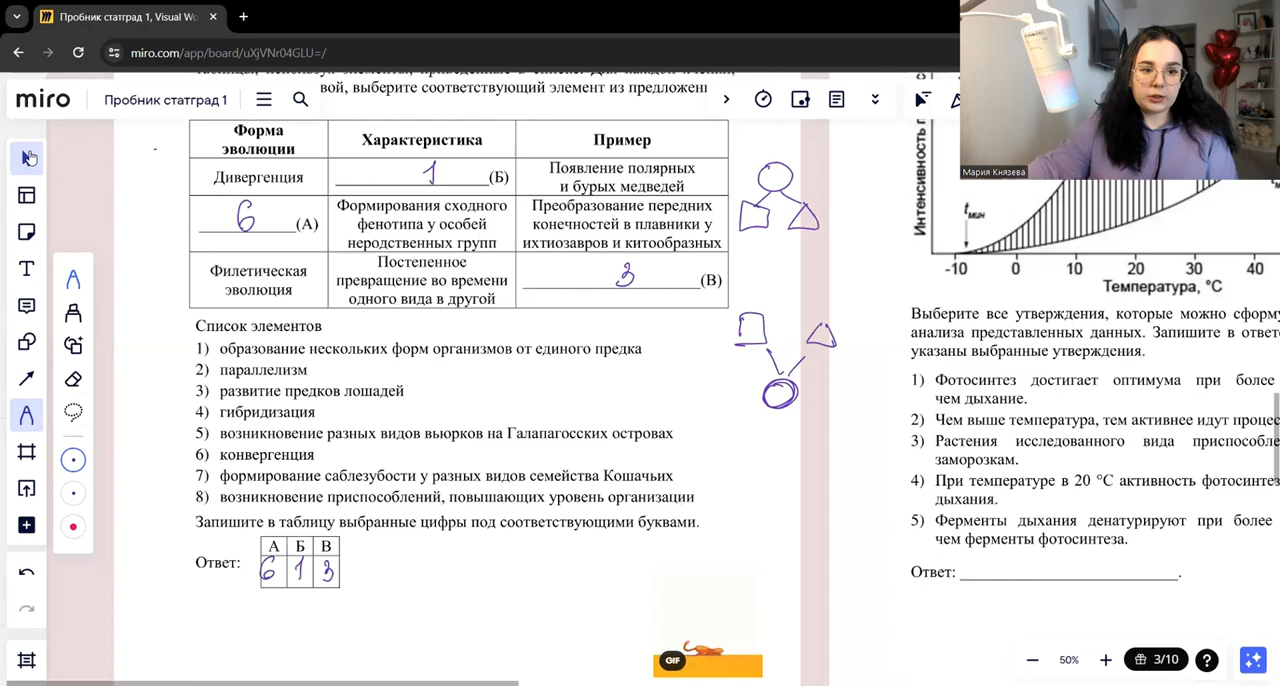 Пробник статград 1, Visual Wo
miro.com/app/board/uXjVNr04GLU=/
miro
Пробник статград 1
вой, выберите соответствующий элемент из предложен
Форма эволюции
Характеристика
Пример
Дивергенция
1 (Б)
Появление полярных
и бурых медведей
6 (А)
Формирования сходного
фенотипа у особей
неродственных групп
Преобразование передних
конечностей в плавники у
ихтиозавров и китообразных
Филетическая
эволюция
Постепенное
превращение во времени
одного вида в другой
3 (В)
Список элементов
1) образование нескольких форм организмов от единого предка
2) параллелизм
3) развитие предков лошадей
4) гибридизация
5) возникновение разных видов вьюрков на Галапагосских островах
6) конвергенция
7) формирование саблезубости у разных видов семейства Кошачьих
8) возникновение приспособлений, повышающих уровень организации
Запишите в таблицу выбранные цифры под соответствующими буквами.
Ответ:
А Б В
6 1 3
GIF
Мария Князева
Интенсивность
tмин
-10 0 10 20 30 40
Температура, °C
Выберите все утверждения, которые можно сформу
анализа представленных данных. Запишите в ответе
указаны выбранные утверждения.
1) Фотосинтез достигает оптимума при более
чем дыхание.
2) Чем выше температура, тем активнее идут процес
3) Растения исследованного вида приспособле
заморозкам.
4) При температуре в 20 °C активность фотосинтез
дыхания.
5) Ферменты дыхания денатурируют при более
чем ферменты фотосинтеза.
Ответ: .
50%
3/10
?